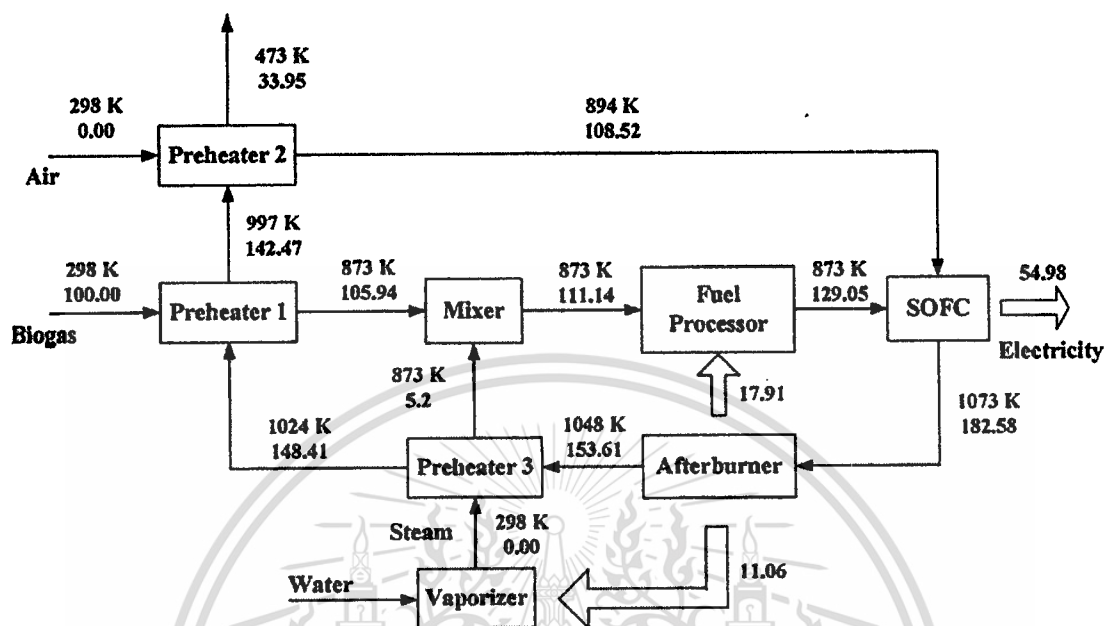 473 K
33.95
298 K
0.00
894 K
108.52
Preheater 2
Air
997 K
142.47
298 K
100.00
873 K
105.94
873 K
111.14
873 K
129.05
54.98
Preheater 1
Mixer
Fuel
Processor
SOFC
Biogas
Electricity
873 K
5.2
17.91
1024 K
148.41
1048 K
153.61
1073 K
182.58
Preheater 3
Afterburner
Steam
298 K
0.00
11.06
Water
Vaporizer